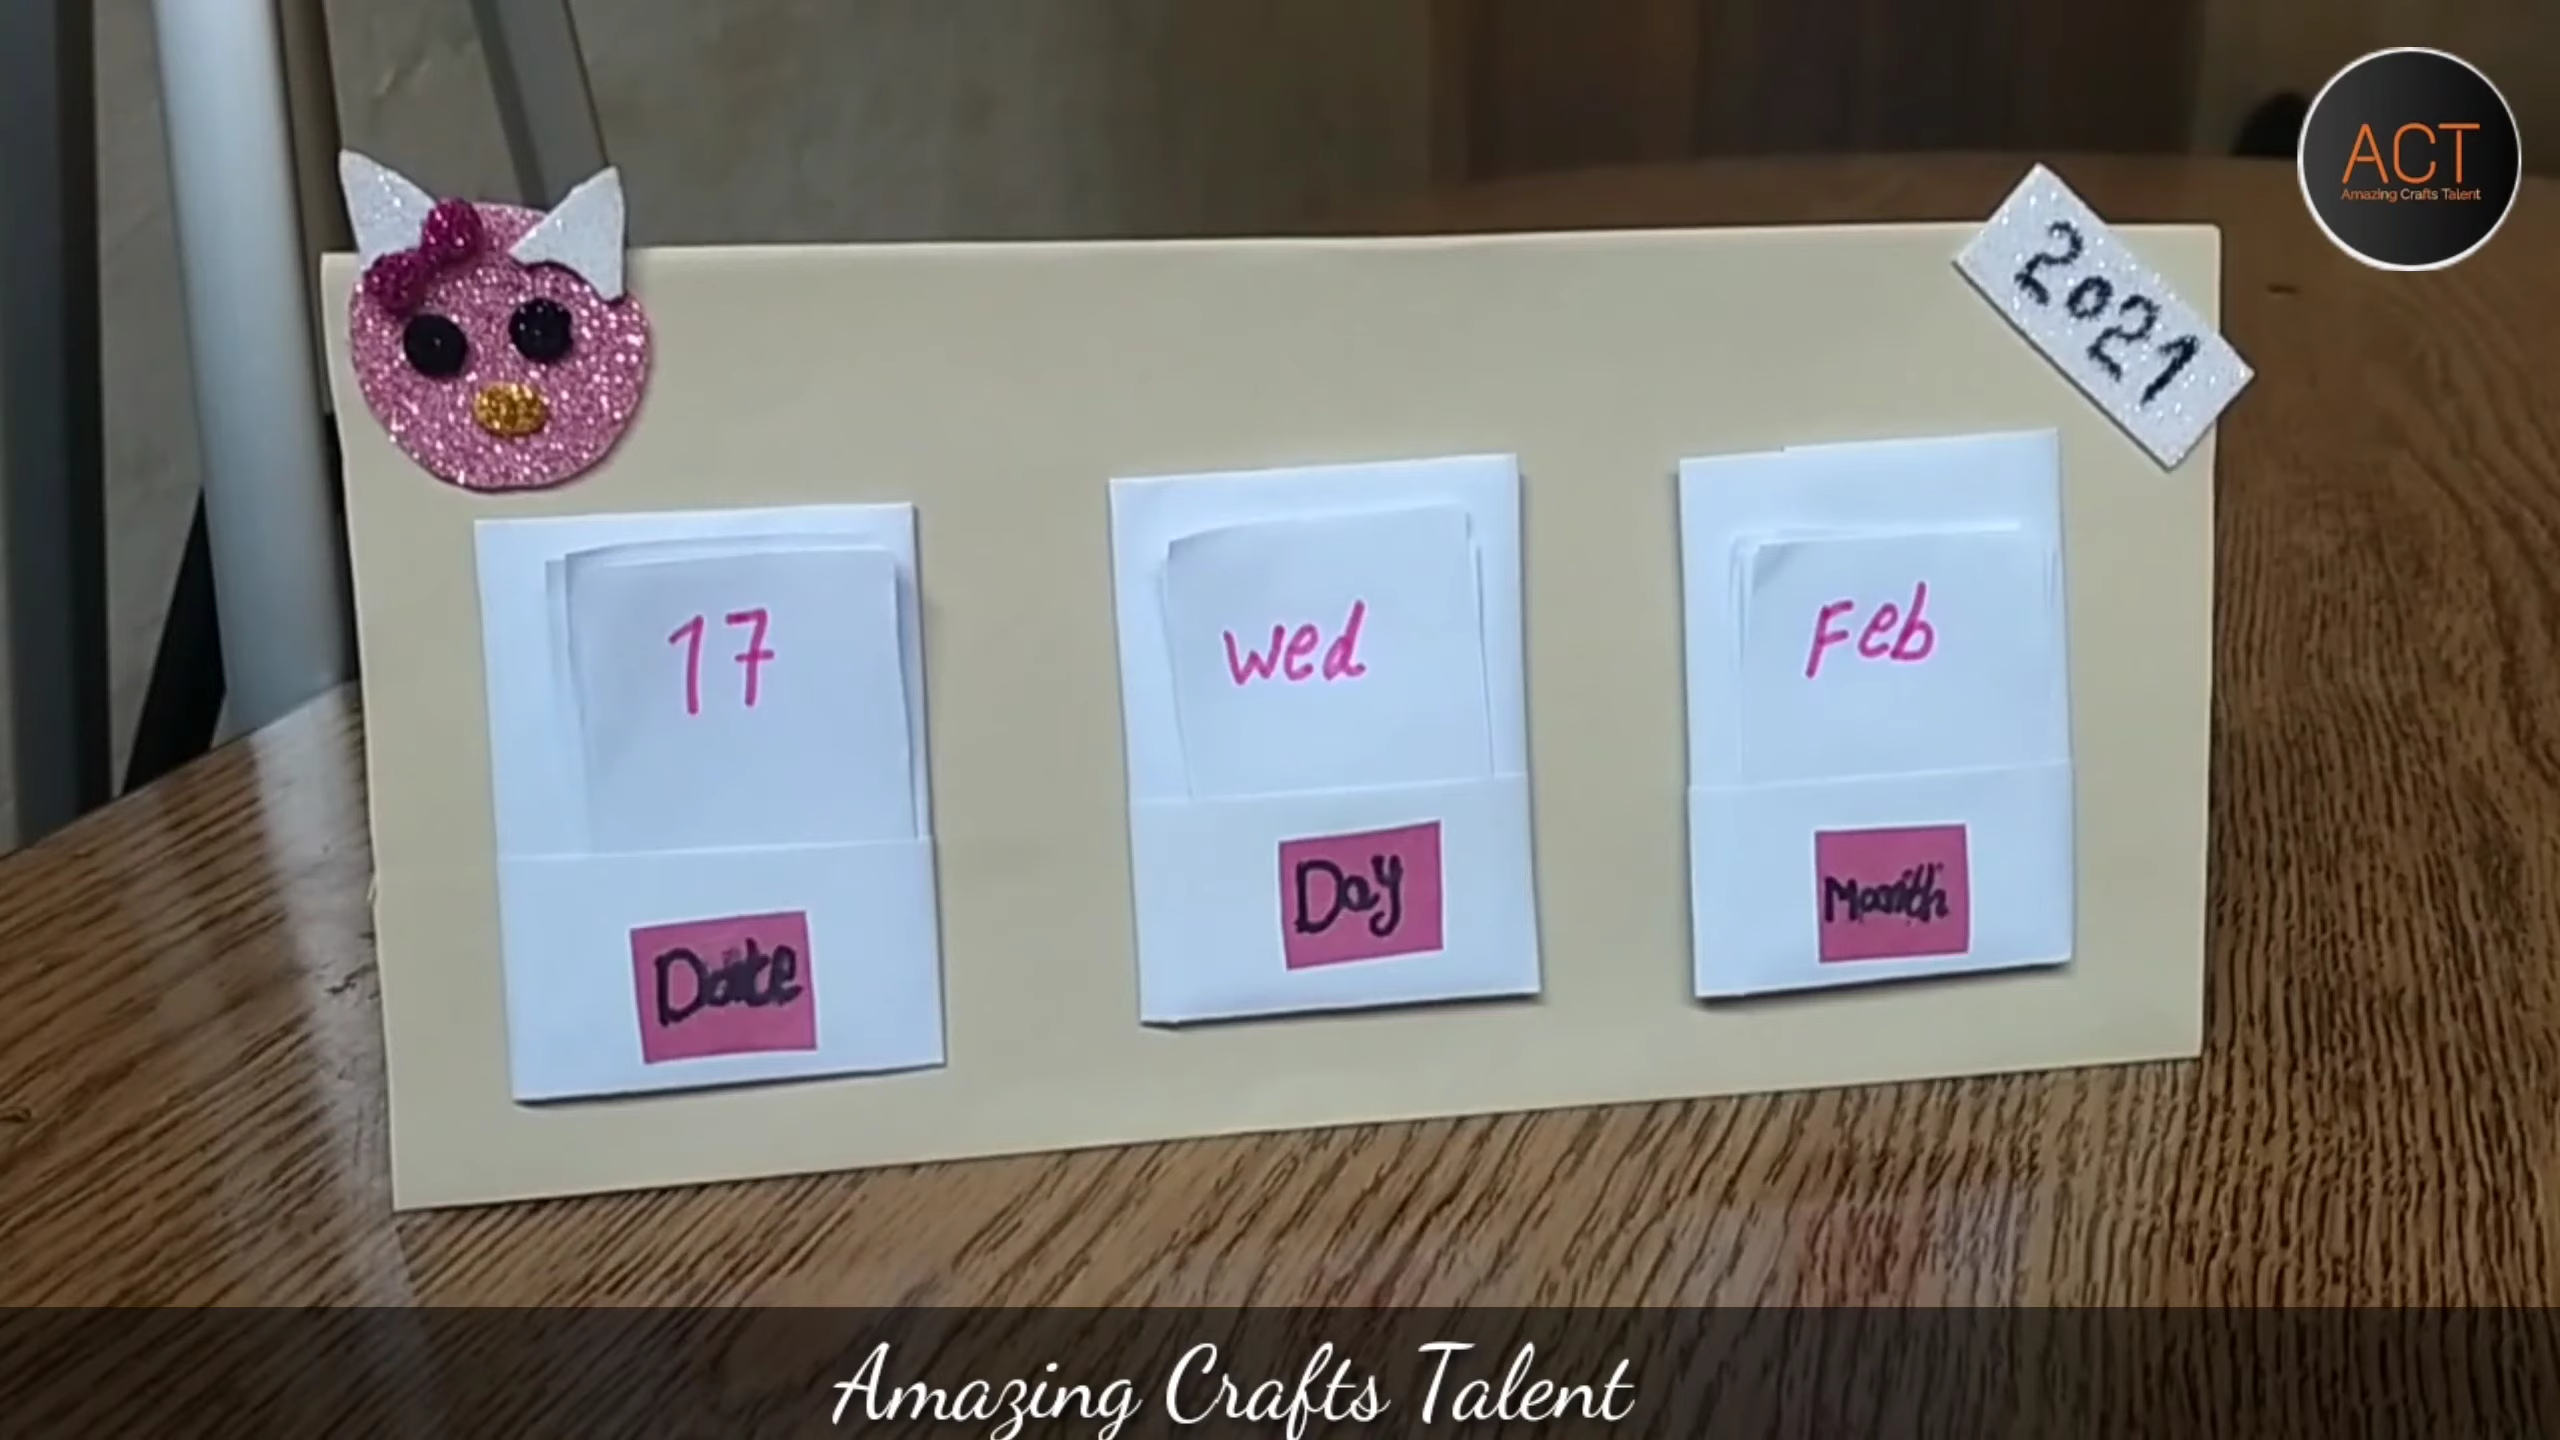 ACT
Amazing Crafts Talent
2021
17
wed
Feb
Date
Day
Month
Amazing Crafts Talent